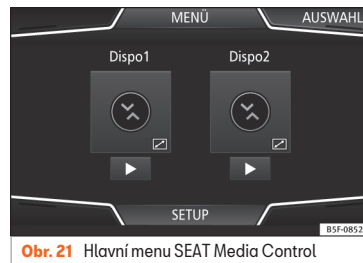 MENÜ AUSWAHL
Dispo1 Dispo2
SETUP
B5F-0852
Obr. 21 Hlavní menu SEAT Media Control